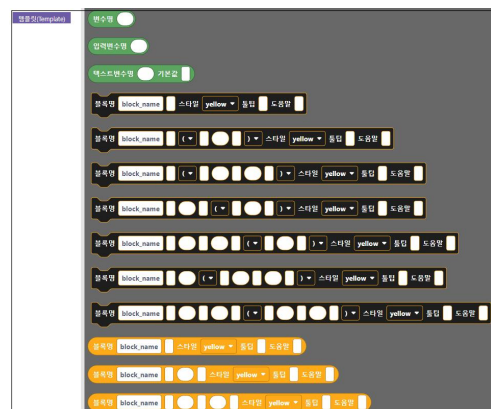 템플릿(Template)
변수명
입력변수명
텍스트변수명 기본값
블록명 block_name 스타일 yellow ▾ 툴팁 도움말
블록명 block_name ( ▾ ) ▾ 스타일 yellow ▾ 툴팁 도움말
블록명 block_name ( ▾ ) ▾ 스타일 yellow ▾ 툴팁 도움말
블록명 block_name ( ▾ ) ▾ 스타일 yellow ▾ 툴팁 도움말
블록명 block_name ( ▾ ) ▾ 스타일 yellow ▾ 툴팁 도움말
블록명 block_name ( ▾ ) ▾ 스타일 yellow ▾ 툴팁 도움말
블록명 block_name ( ▾ ) ▾ 스타일 yellow ▾ 툴팁 도움말
블록명 block_name 스타일 yellow ▾ 툴팁 도움말
블록명 block_name 스타일 yellow ▾ 툴팁 도움말
블록명 block_name 스타일 yellow ▾ 툴팁 도움말